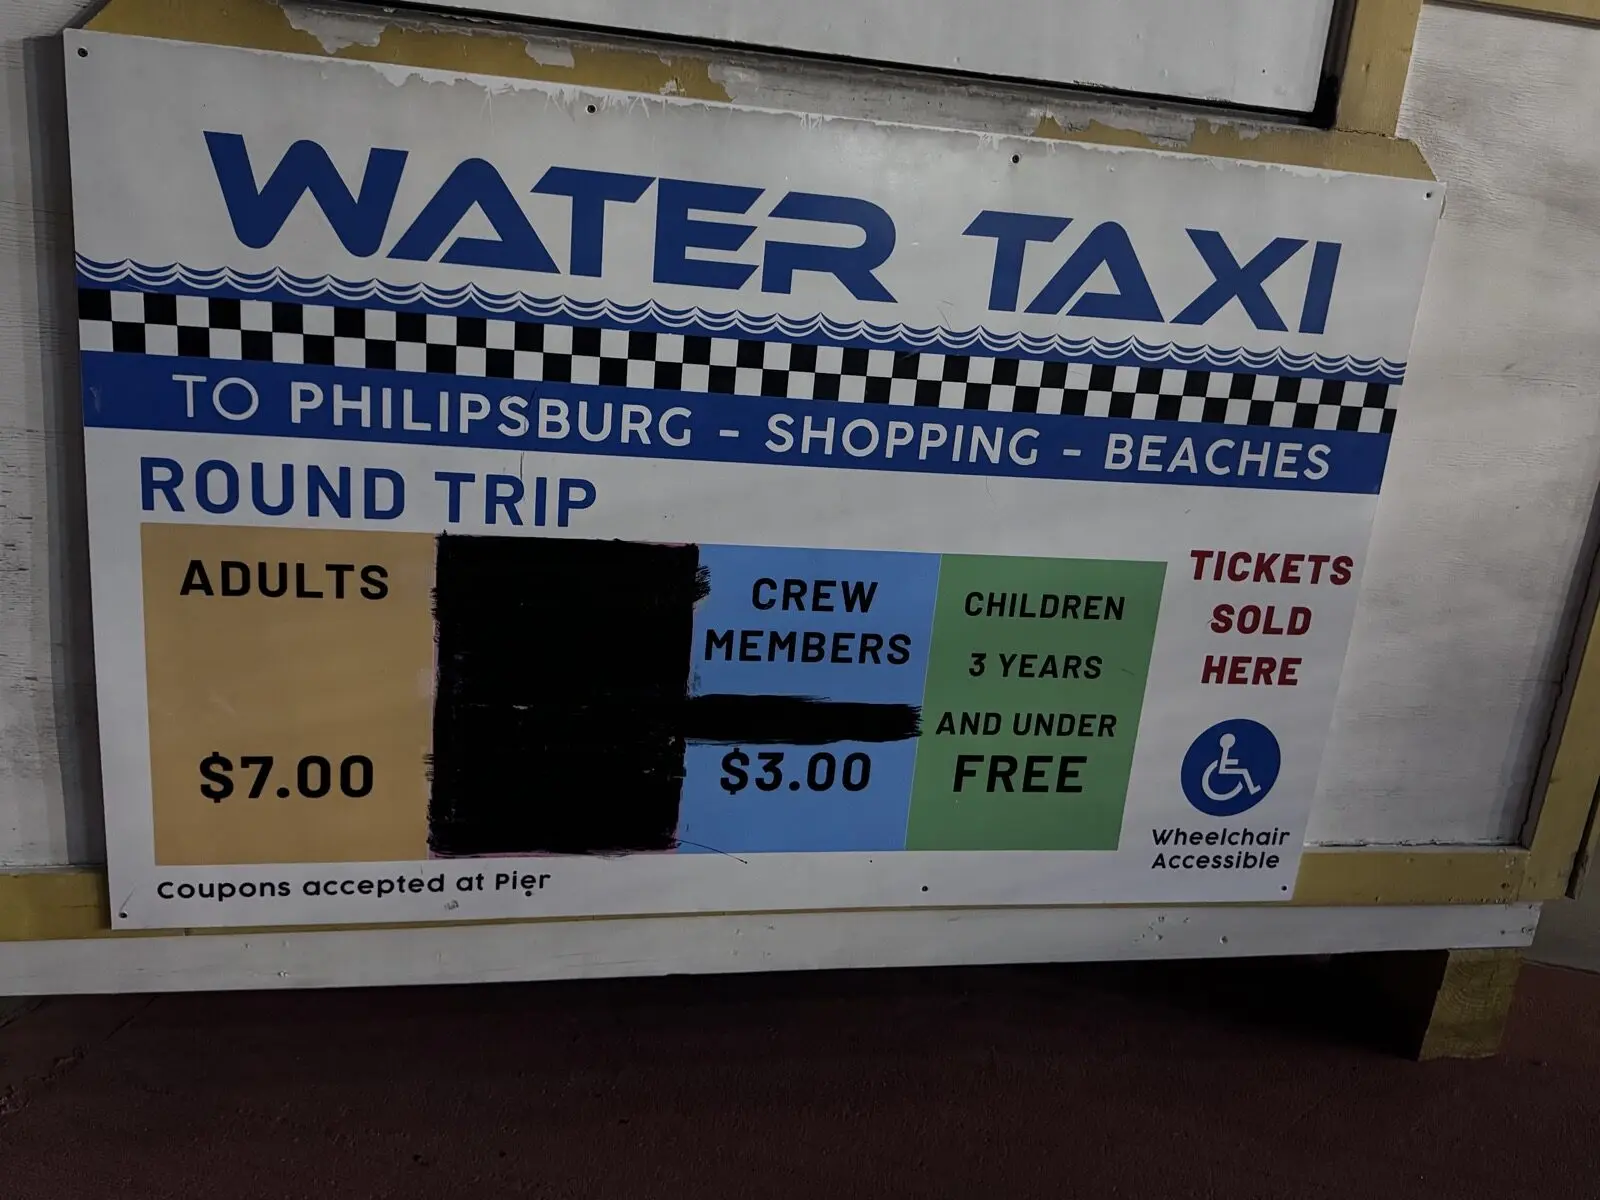 WATER TAXI
TO PHILIPSBURG - SHOPPING - BEACHES
ROUND TRIP
ADULTS
$7.00
CREW
MEMBERS
$3.00
CHILDREN
3 YEARS
AND UNDER
FREE
TICKETS
SOLD
HERE
Wheelchair
Accessible
Coupons accepted at Pier